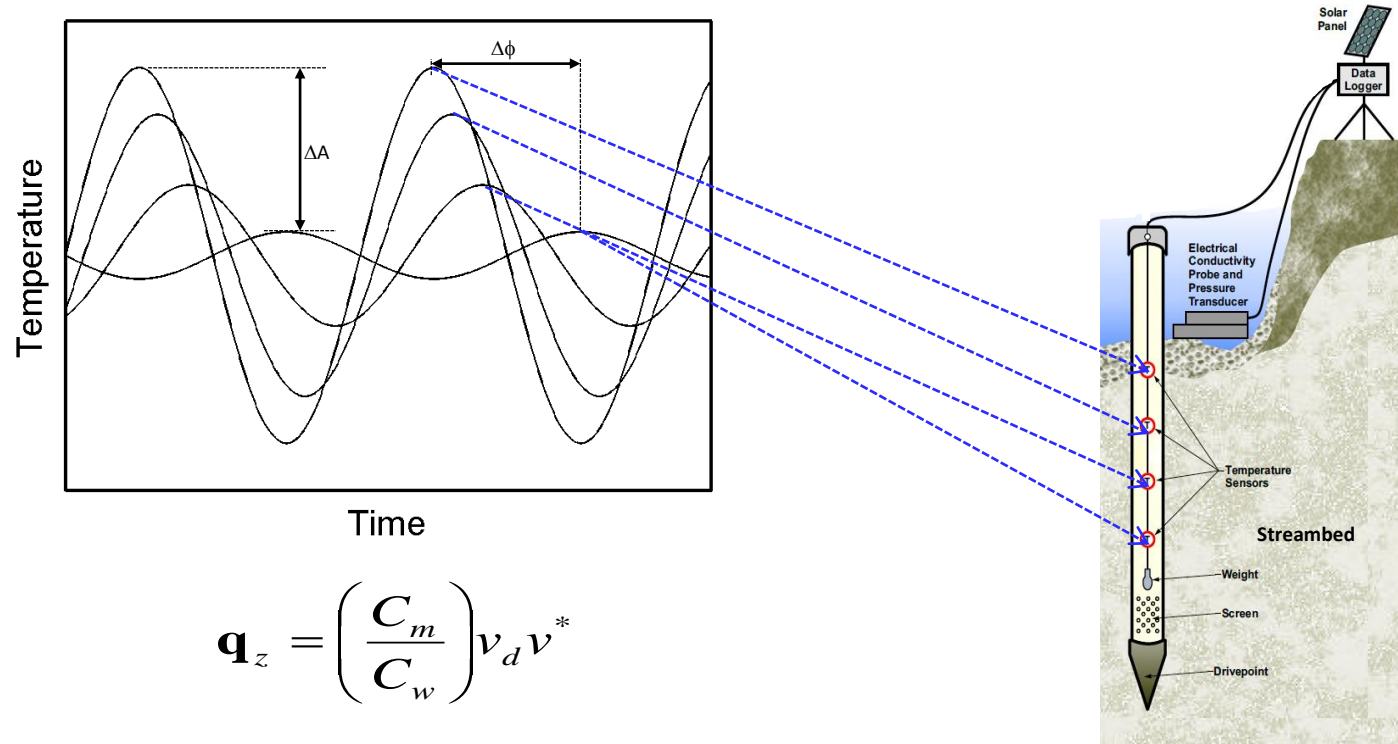 Temperature
ΔA
Δϕ
Time
q_z = (C_m / C_w) v_d v^*
Solar
Panel
Data
Logger
Electrical
Conductivity
Probe and
Pressure
Transducer
Temperature
Sensors
Streambed
Weight
Screen
Drivepoint